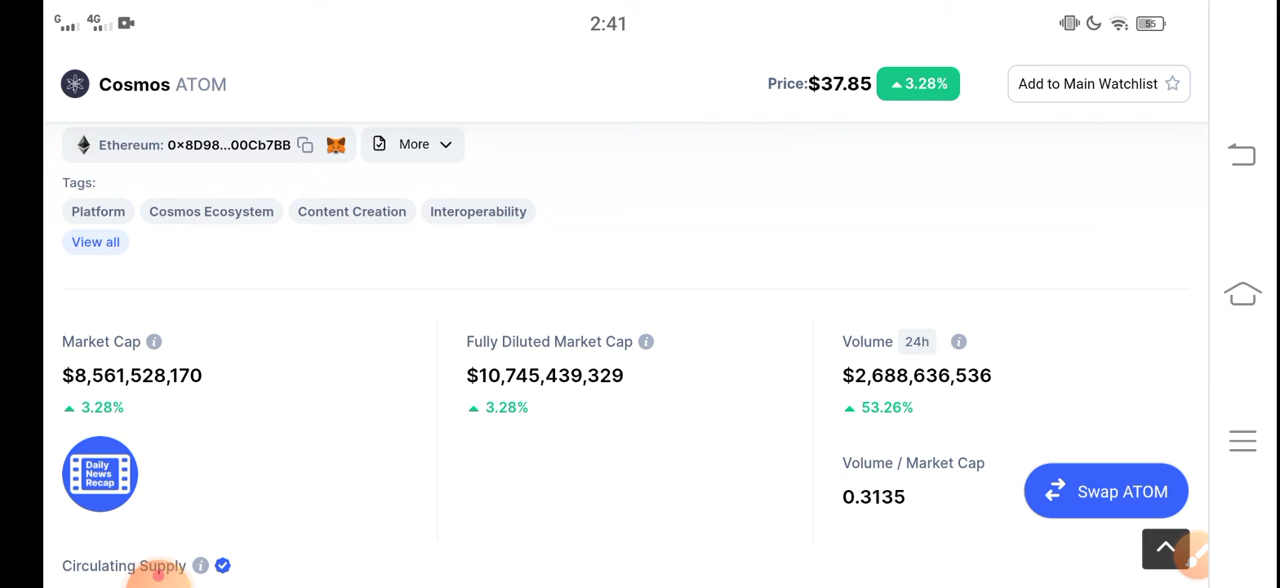 G 4G 2:41 55
Cosmos ATOM Price:$37.85 3.28% Add to Main Watchlist
Ethereum: 0x8D98...00Cb7BB More
Tags:
Platform Cosmos Ecosystem Content Creation Interoperability
View all
Market Cap Fully Diluted Market Cap Volume 24h
$8,561,528,170 $10,745,439,329 $2,688,636,536
3.28% 3.28% 53.26%
Daily
News
Recap
Volume / Market Cap
0.3135 Swap ATOM
Circulating Supply